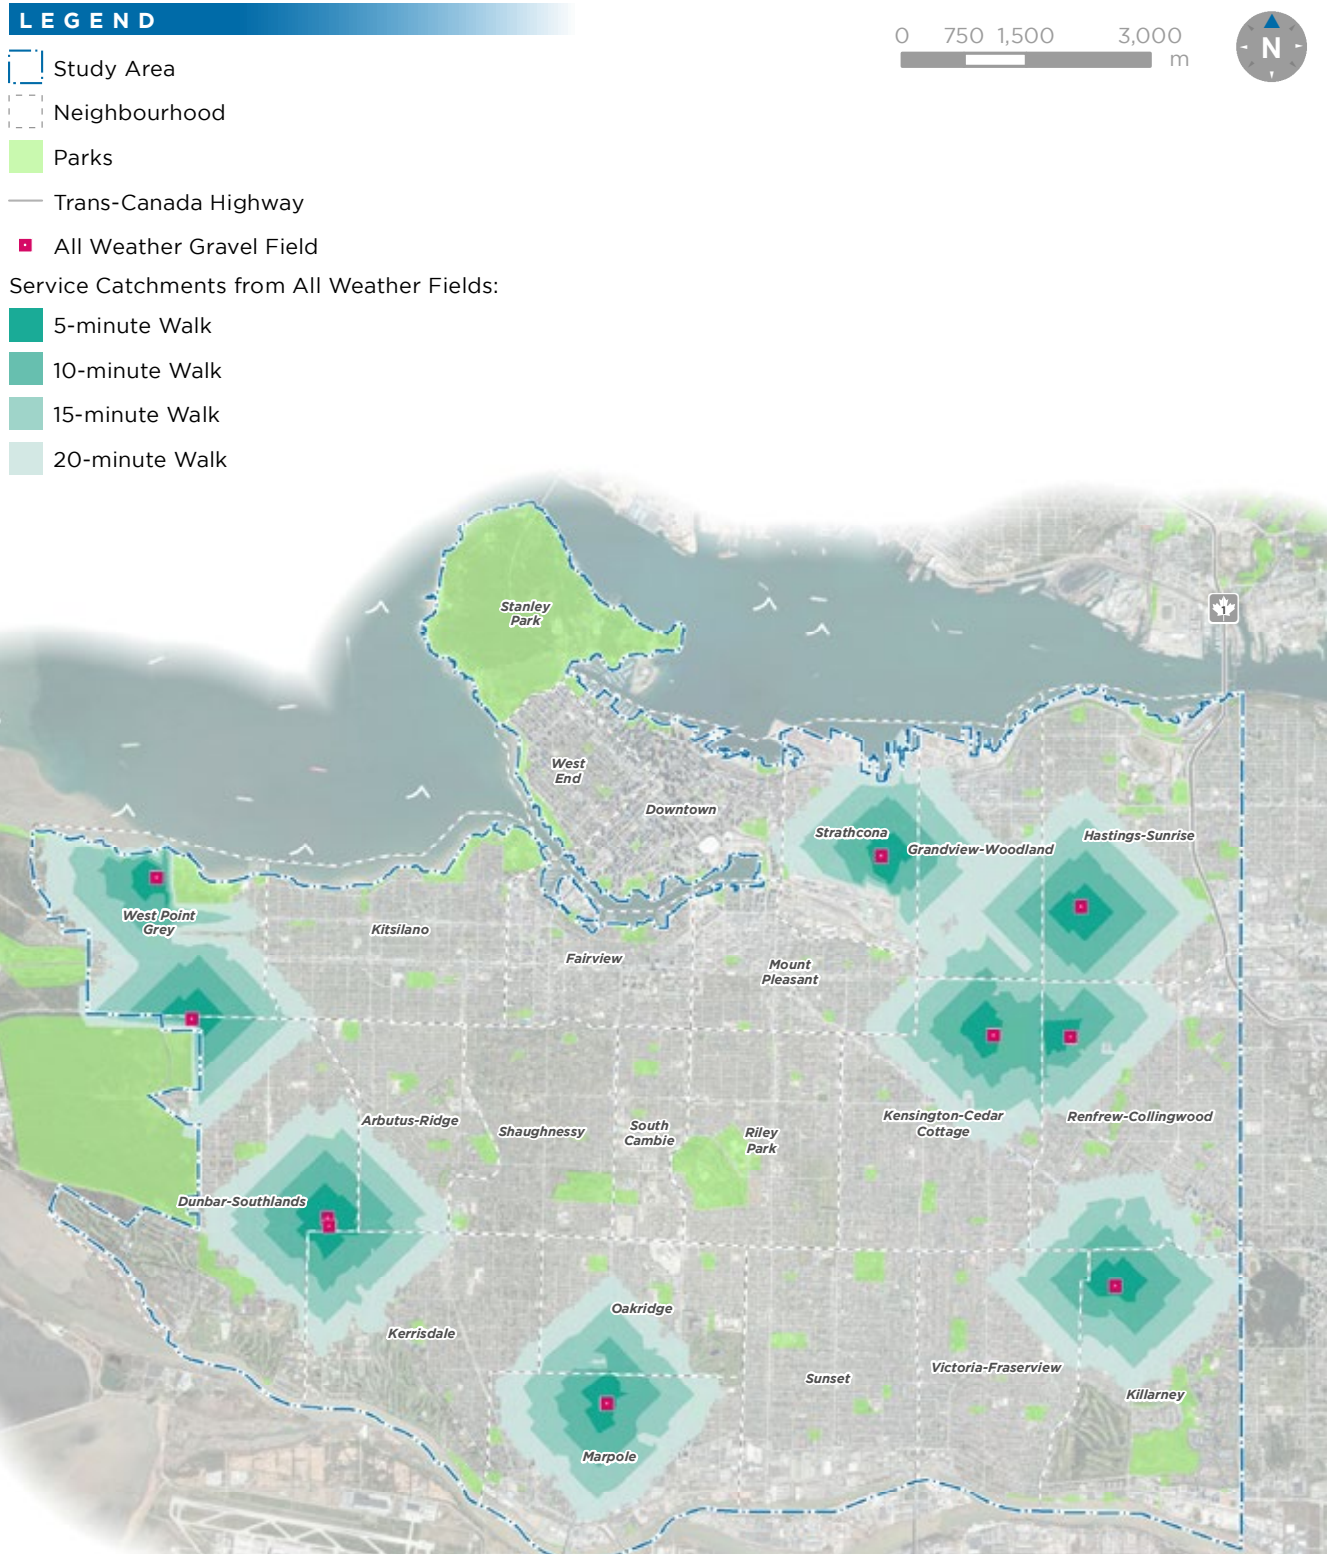 LEGEND
Study Area
Neighbourhood
Parks
Trans-Canada Highway
All Weather Gravel Field
Service Catchments from All Weather Fields:
5-minute Walk
10-minute Walk
15-minute Walk
20-minute Walk
0 750 1,500 3,000
m
N
Stanley
Park
1
West
End
Downtown
Strathcona
Grandview-Woodland
Hastings-Sunrise
West Point
Grey
Kitsilano
Fairview
Mount
Pleasant
Arbutus-Ridge
Shaughnessy
South
Cambie
Riley
Park
Kensington-Cedar
Cottage
Renfrew-Collingwood
Dunbar-Southlands
Oakridge
Kerrisdale
Sunset
Victoria-Fraserview
Killarney
Marpole